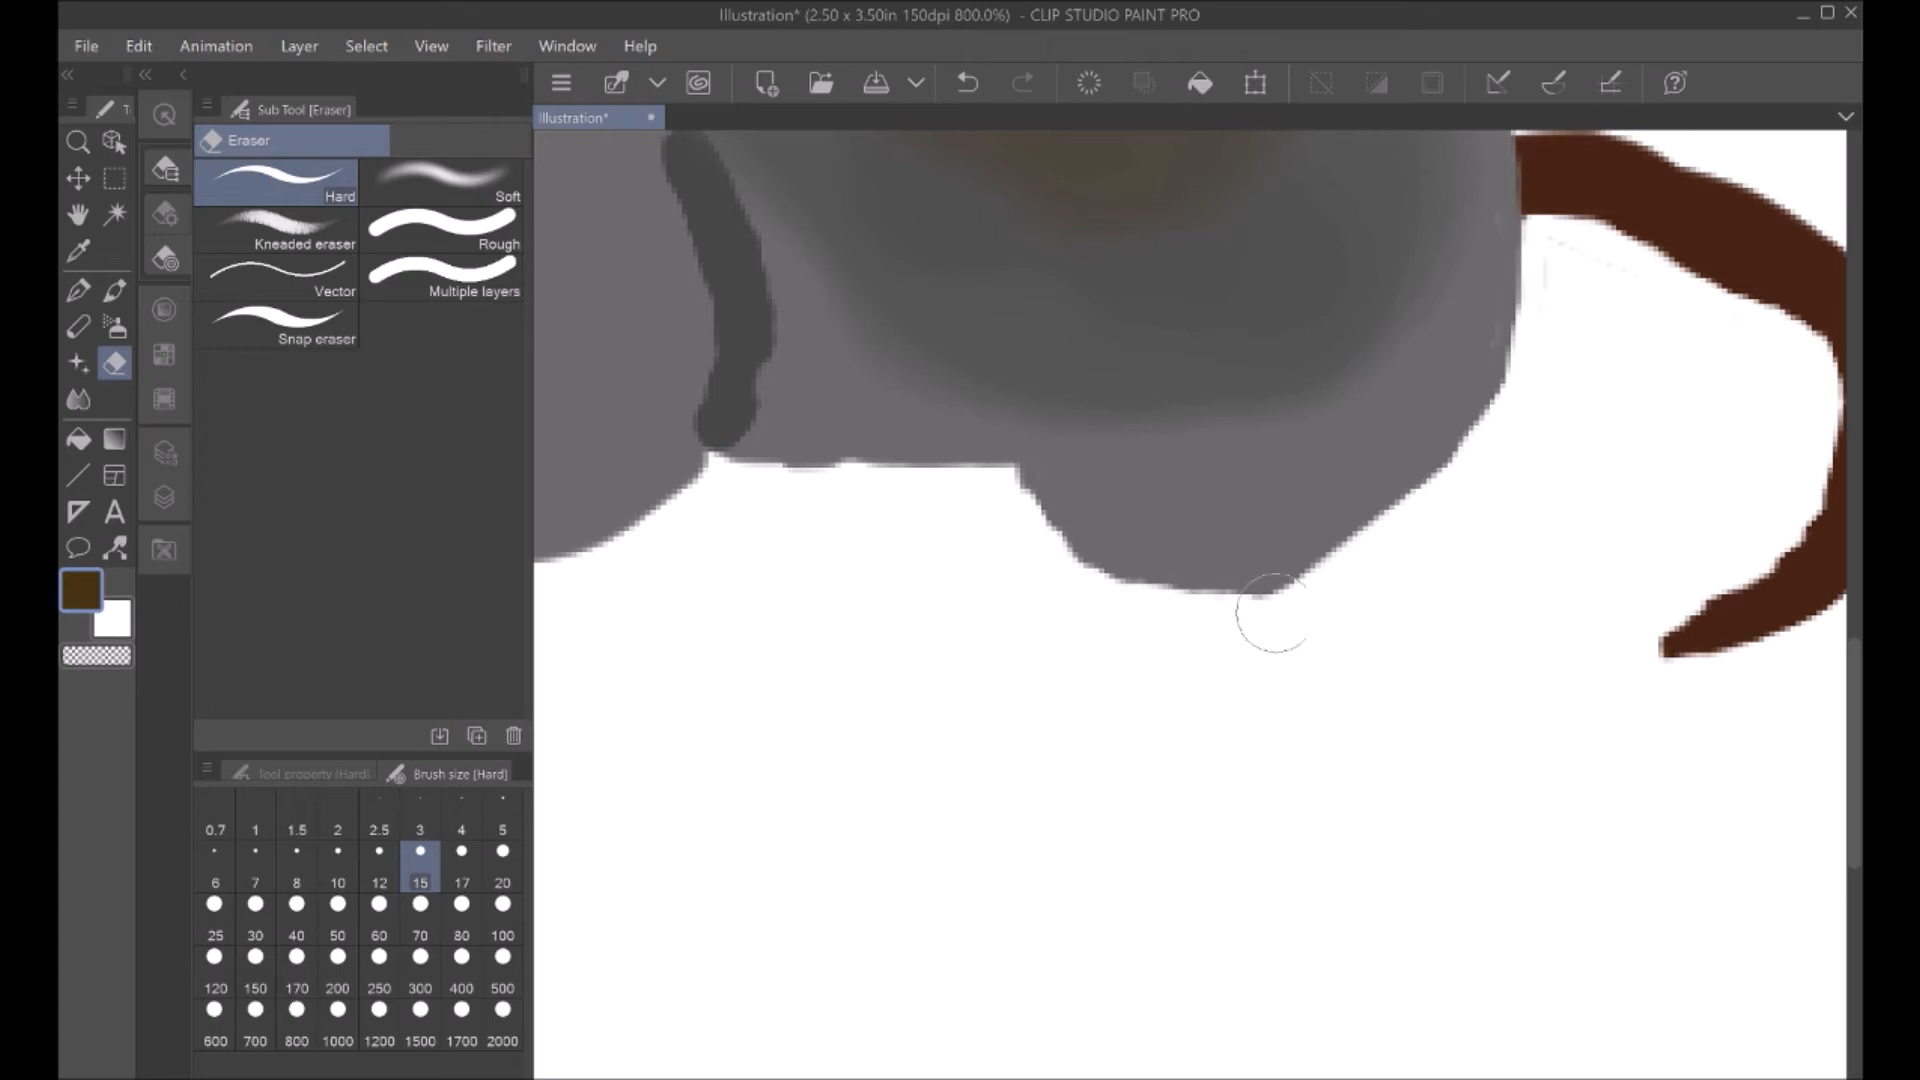 Illustration* (2.50 x 3.50in 150dpi 800.0%) - CLIP STUDIO PAINT PRO
File Edit Animation Layer Select View Filter Window Help
Sub Tool [Eraser]
Illustration*
Eraser
Hard Soft
Kneaded eraser Rough
Vector Multiple layers
Snap eraser
A
Tool property [Hard] Brush size [Hard]
0.7 1 1.5 2 2.5 3 4 5
6 7 8 10 12 15 17 20
25 30 40 50 60 70 80 100
120 150 170 200 250 300 400 500
600 700 800 1000 1200 1500 1700 2000